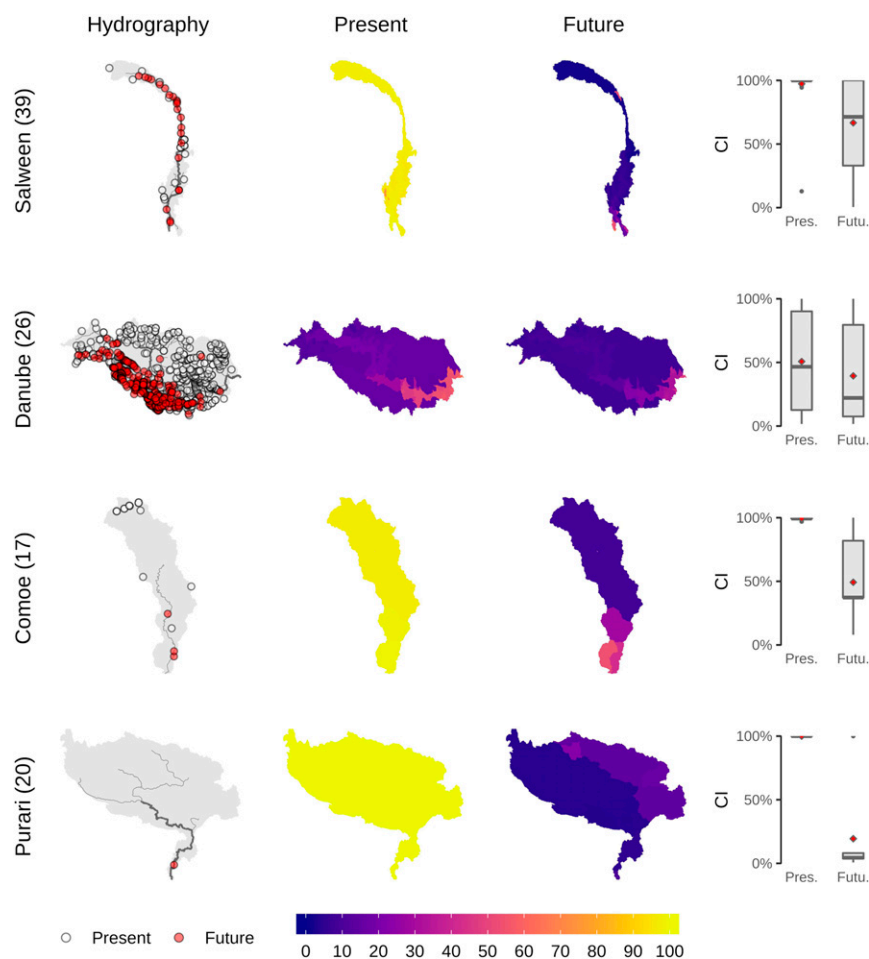 Hydrography Present Future
Salween (39)
100%
50%
0%
CI
Pres. Futu.
Danube (26)
100%
50%
0%
CI
Pres. Futu.
Comoe (17)
100%
50%
0%
CI
Pres. Futu.
Purari (20)
100%
50%
0%
CI
Pres. Futu.
Present Future
0 10 20 30 40 50 60 70 80 90 100